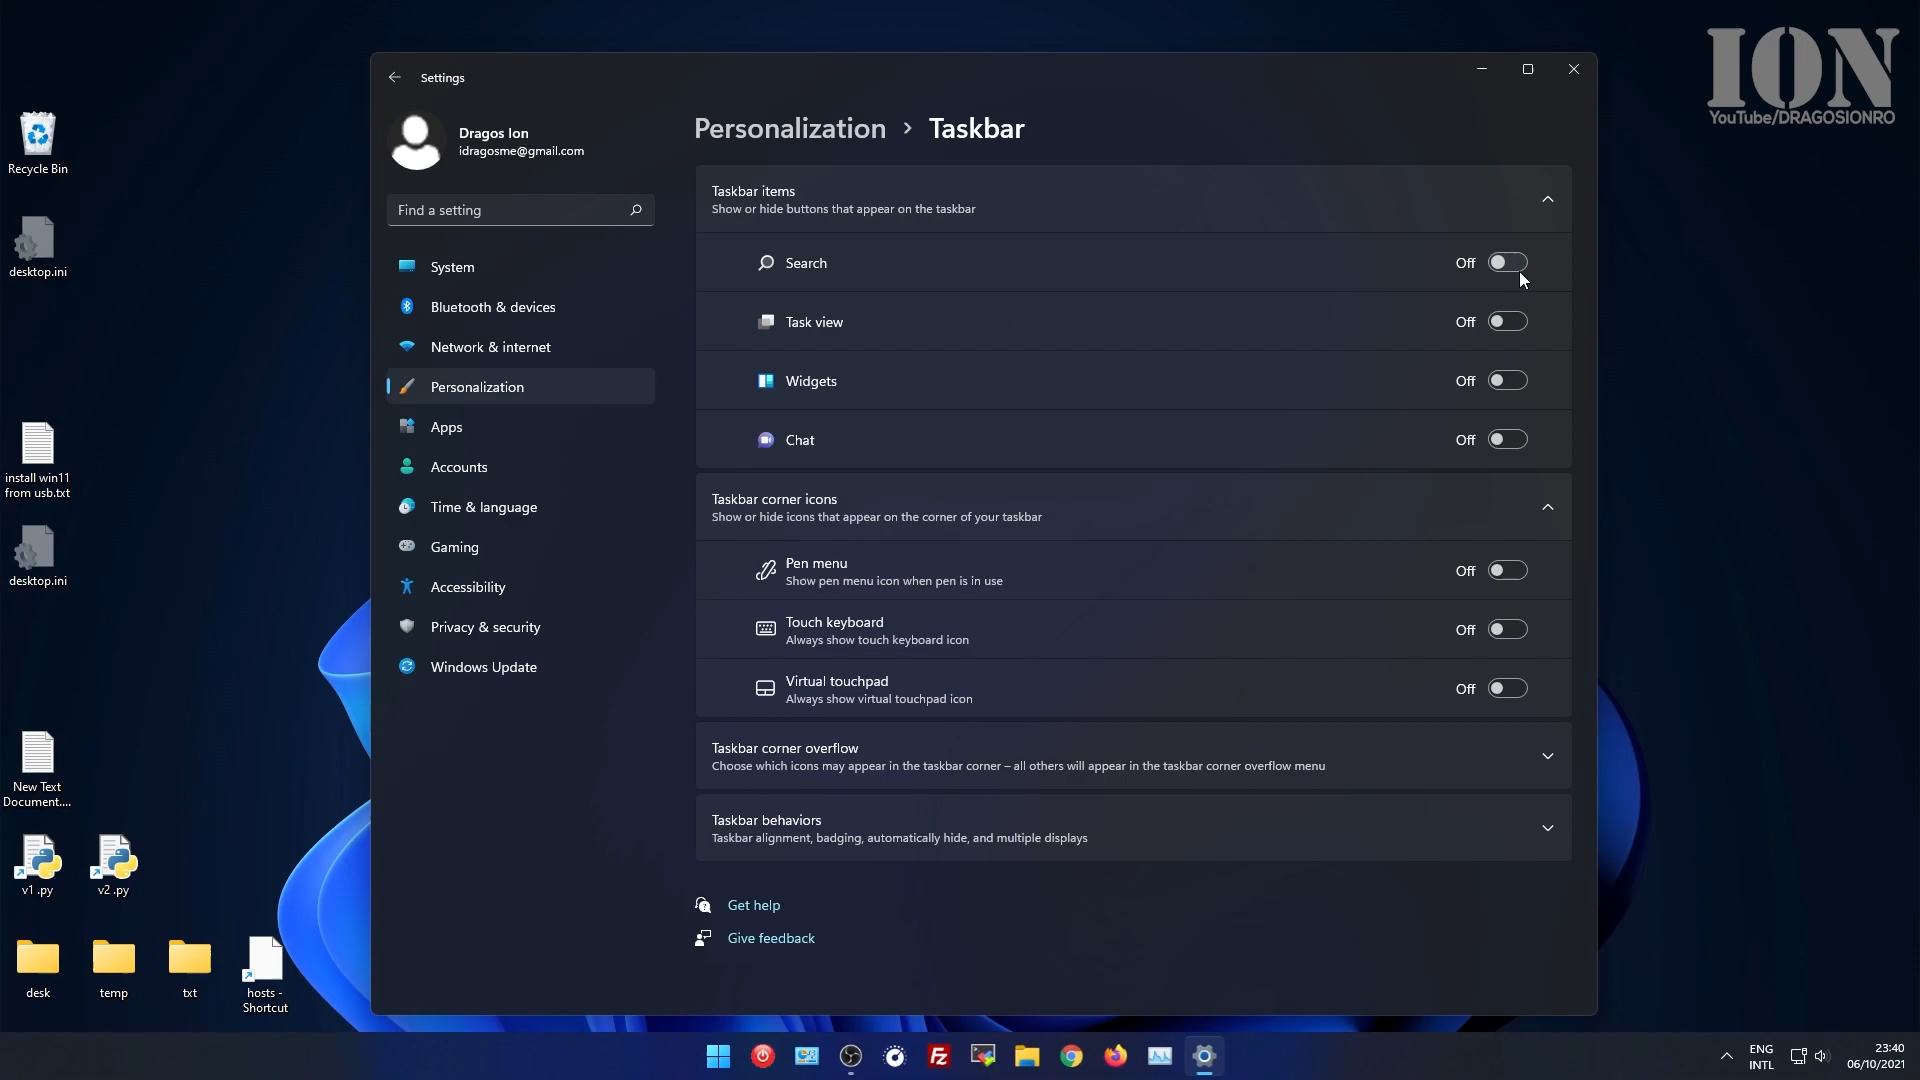 ION
YouTube/DRAGOSIONRO
Settings
Dragos Ion
idragosme@gmail.com
Find a setting
System
Bluetooth & devices
Network & internet
Personalization
Apps
Accounts
Time & language
Gaming
Accessibility
Privacy & security
Windows Update
Personalization > Taskbar
Taskbar items
Show or hide buttons that appear on the taskbar
Search Off
Task view Off
Widgets Off
Chat Off
Taskbar corner icons
Show or hide icons that appear on the corner of your taskbar
Pen menu
Show pen menu icon when pen is in use
Off
Touch keyboard
Always show touch keyboard icon
Off
Virtual touchpad
Always show virtual touchpad icon
Off
Taskbar corner overflow
Choose which icons may appear in the taskbar corner – all others will appear in the taskbar corner overflow menu
Taskbar behaviors
Taskbar alignment, badging, automatically hide, and multiple displays
Get help
Give feedback
Recycle Bin
desktop.ini
install win11
from usb.txt
desktop.ini
New Text
Document....
v1 .py
v2 .py
desk
temp
txt
hosts -
Shortcut
Fz
ENG
INTL
23:40
06/10/2021